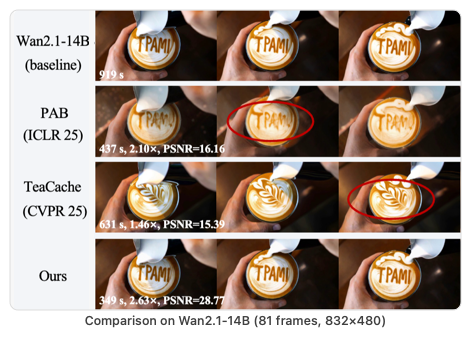 Wan2.1-14B
(baseline)
TPAMI
TPAMI
TPAMI
919 s
PAB
(ICLR 25)
TPAMI
TPAMI
TPAMI
437 s, 2.10×, PSNR=16.16
TeaCache
(CVPR 25)
631 s, 1.46×, PSNR=15.39
Ours
TPAMI
TPAMI
TPAMI
349 s, 2.63×, PSNR=28.77
Comparison on Wan2.1-14B (81 frames, 832×480)